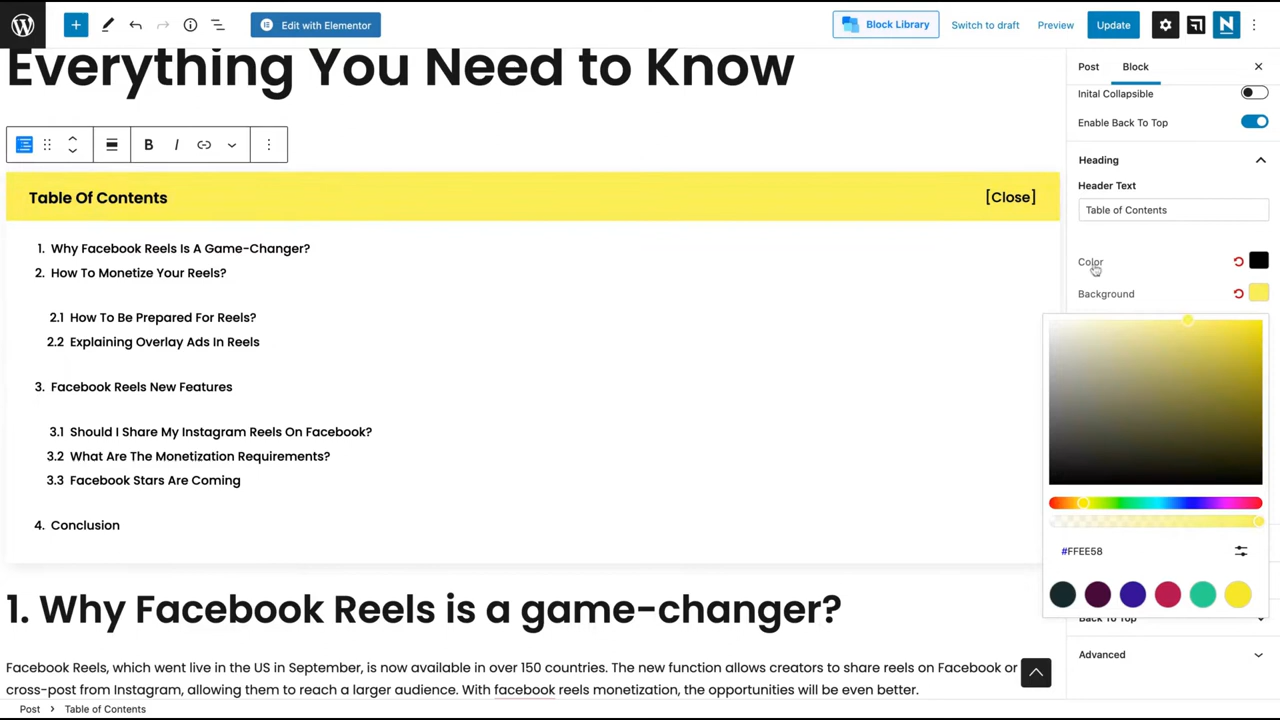 Edit with Elementor
Block Library
Switch to draft
Preview
Update
Everything You Need to Know
B I
Table Of Contents
[Close]
1. Why Facebook Reels Is A Game-Changer?
2. How To Monetize Your Reels?
2.1 How To Be Prepared For Reels?
2.2 Explaining Overlay Ads In Reels
3. Facebook Reels New Features
3.1 Should I Share My Instagram Reels On Facebook?
3.2 What Are The Monetization Requirements?
3.3 Facebook Stars Are Coming
4. Conclusion
1. Why Facebook Reels is a game-changer?
Facebook Reels, which went live in the US in September, is now available in over 150 countries. The new function allows creators to share reels on Facebook or
cross-post from Instagram, allowing them to reach a larger audience. With facebook reels monetization, the opportunities will be even better.
Post
Block
Inital Collapsible
Enable Back To Top
Heading
Header Text
Table of Contents
Color
Background
#FFEE58
Back To Top
Advanced
Post > Table of Contents